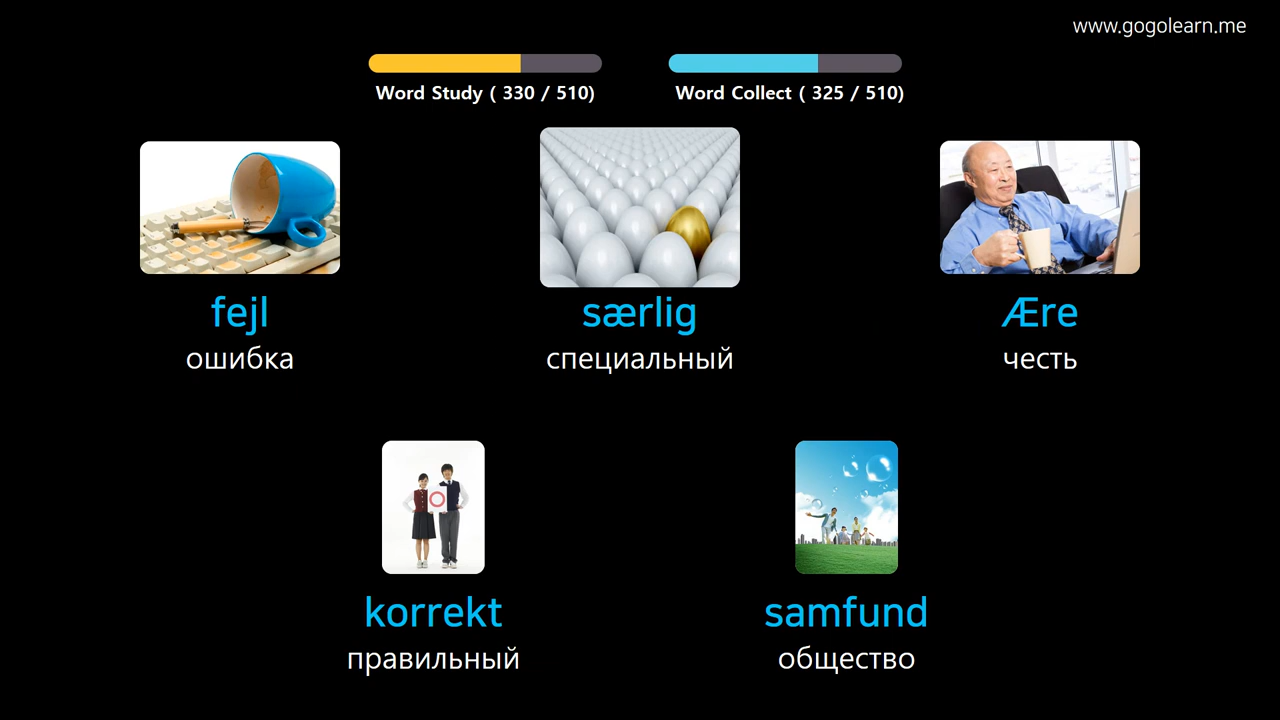 www.gogolearn.me
Word Study ( 330 / 510)
Word Collect ( 325 / 510)
fejl
særlig
Ære
ошибка
специальный
честь
korrekt
samfund
правильный
общество